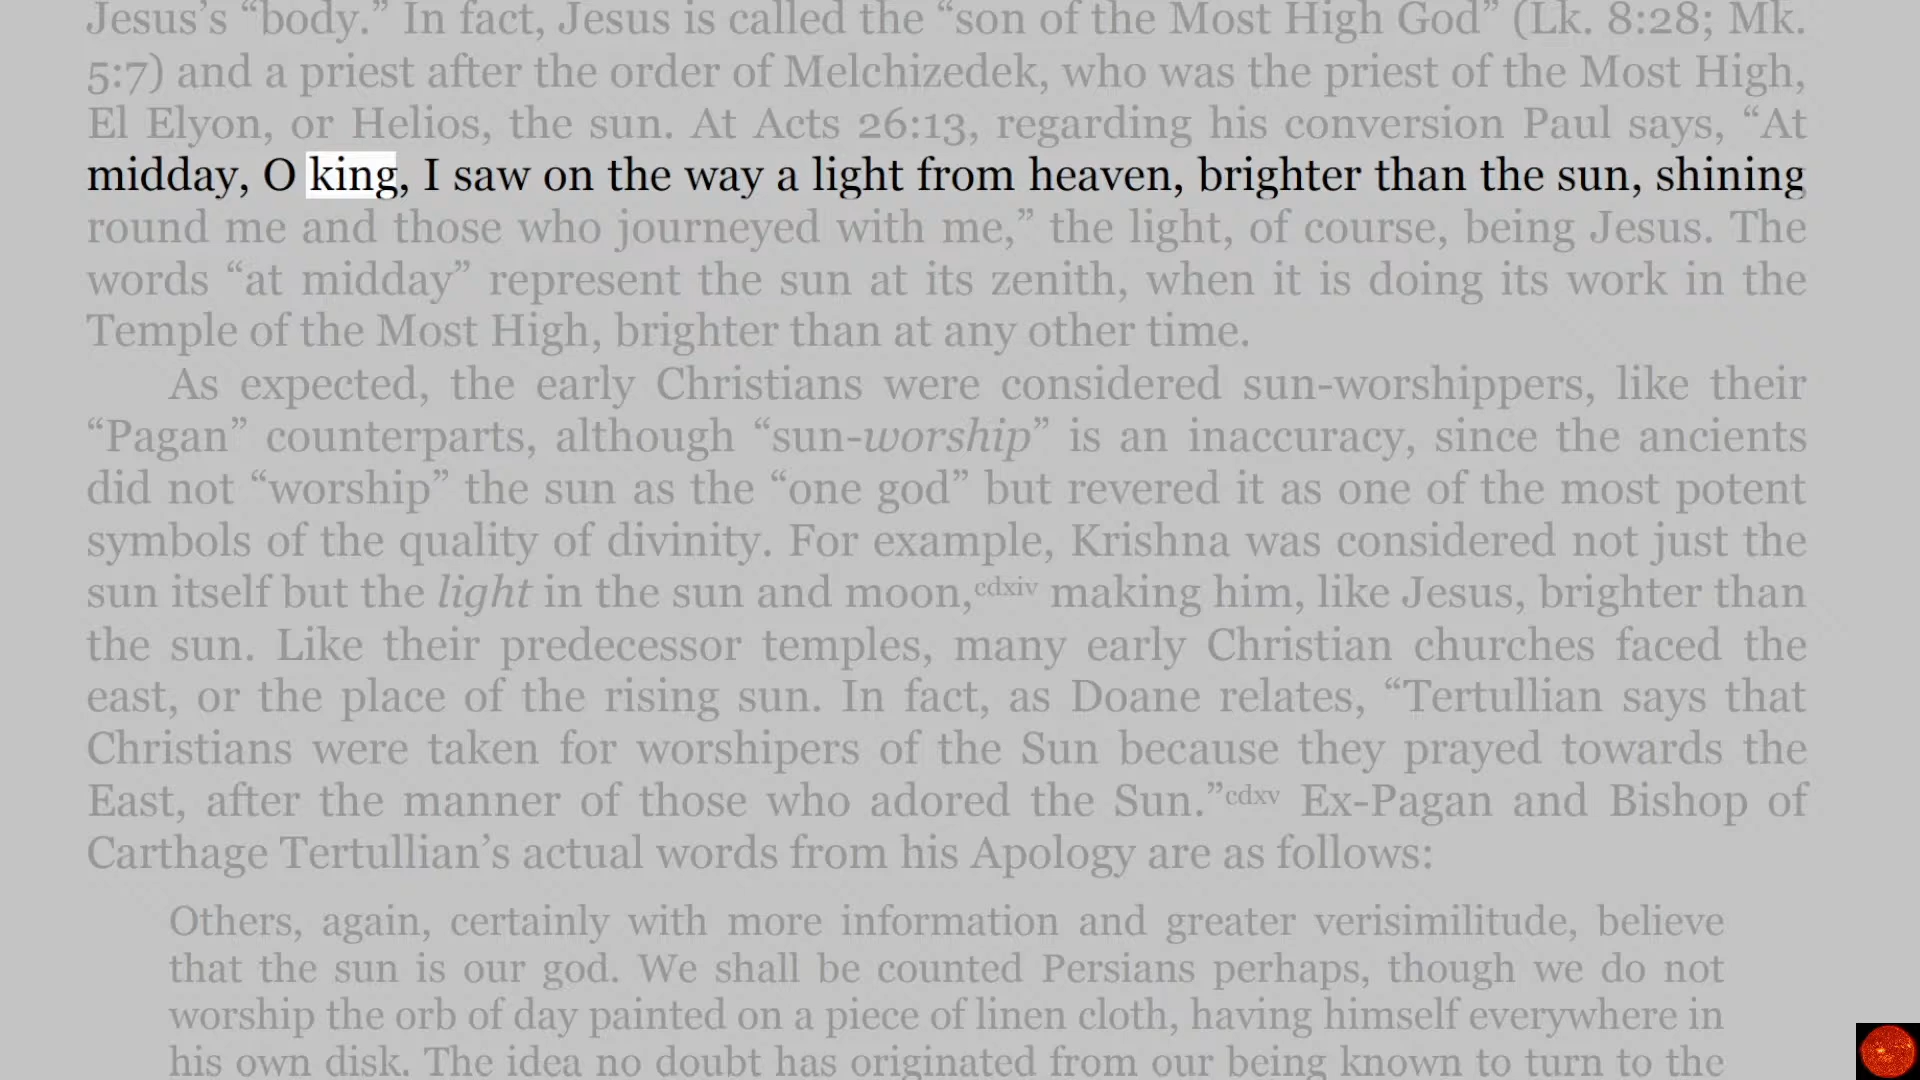 Jesus’s “body.” In fact, Jesus is called the “son of the Most High God” (Lk. 8:28; Mk.
5:7) and a priest after the order of Melchizedek, who was the priest of the Most High,
El Elyon, or Helios, the sun. At Acts 26:13, regarding his conversion Paul says, “At
midday, O king, I saw on the way a light from heaven, brighter than the sun, shining
round me and those who journeyed with me,” the light, of course, being Jesus. The
words “at midday” represent the sun at its zenith, when it is doing its work in the
Temple of the Most High, brighter than at any other time.
As expected, the early Christians were considered sun-worshippers, like their
“Pagan” counterparts, although “sun-worship” is an inaccuracy, since the ancients
did not “worship” the sun as the “one god” but revered it as one of the most potent
symbols of the quality of divinity. For example, Krishna was considered not just the
sun itself but the light in the sun and moon,cdxiv making him, like Jesus, brighter than
the sun. Like their predecessor temples, many early Christian churches faced the
east, or the place of the rising sun. In fact, as Doane relates, “Tertullian says that
Christians were taken for worshipers of the Sun because they prayed towards the
East, after the manner of those who adored the Sun.”cdxv Ex-Pagan and Bishop of
Carthage Tertullian’s actual words from his Apology are as follows:
Others, again, certainly with more information and greater verisimilitude, believe
that the sun is our god. We shall be counted Persians perhaps, though we do not
worship the orb of day painted on a piece of linen cloth, having himself everywhere in
his own disk. The idea no doubt has originated from our being known to turn to the